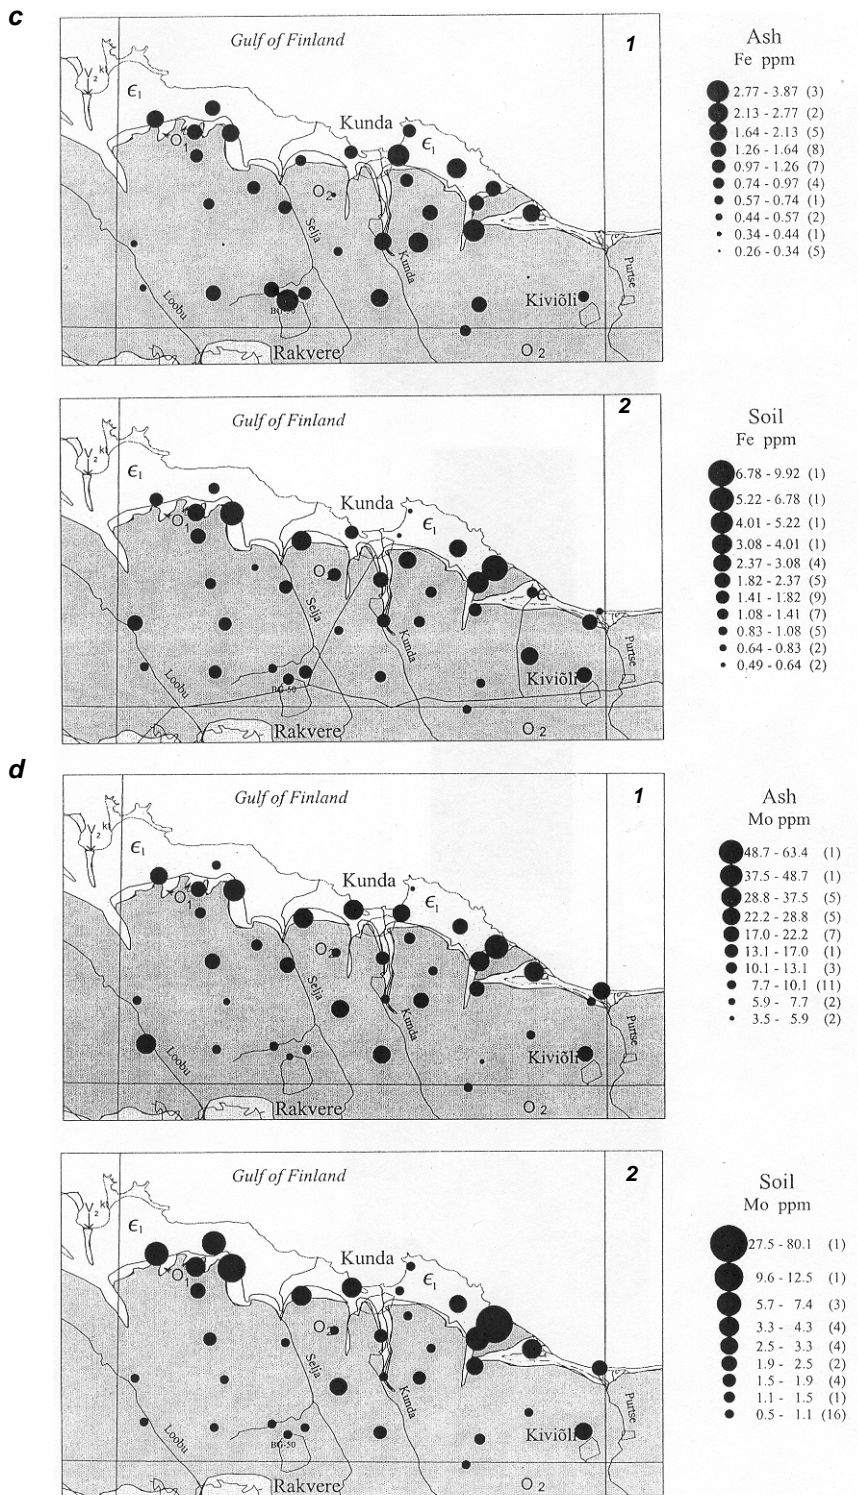 c
Gulf of Finland
1
Ash
Fe ppm
V₂ kt
Є₁
2.77 - 3.87 (3)
2.13 - 2.77 (2)
1.64 - 2.13 (5)
1.26 - 1.64 (8)
0.97 - 1.26 (7)
0.74 - 0.97 (4)
0.57 - 0.74 (1)
0.44 - 0.57 (2)
0.34 - 0.44 (1)
0.26 - 0.34 (5)
Kunda
Є₁
O₁
O₂
Selja
Kunda
Purtse
Loobu
Kiviõli
Rakvere
O₂
2
Gulf of Finland
Soil
Fe ppm
V₂ kt
Є₁
6.78 - 9.92 (1)
5.22 - 6.78 (1)
4.01 - 5.22 (1)
3.08 - 4.01 (1)
2.37 - 3.08 (4)
1.82 - 2.37 (5)
1.41 - 1.82 (9)
1.08 - 1.41 (7)
0.83 - 1.08 (5)
0.64 - 0.83 (2)
0.49 - 0.64 (2)
Kunda
Є₁
O₁
O
Selja
Kunda
Purtse
Loobu
Kiviõli
BG-50
Rakvere
O₂
d
Gulf of Finland
1
Ash
Mo ppm
V₂ kt
Є₁
48.7 - 63.4 (1)
37.5 - 48.7 (1)
28.8 - 37.5 (5)
22.2 - 28.8 (5)
17.0 - 22.2 (7)
13.1 - 17.0 (1)
10.1 - 13.1 (3)
7.7 - 10.1 (11)
5.9 - 7.7 (2)
3.5 - 5.9 (2)
Kunda
Є₁
O₁
O₂
Selja
Kunda
Purtse
Loobu
Kiviõli
Rakvere
O₂
Gulf of Finland
2
Soil
Mo ppm
V₂ kt
Є₁
27.5 - 80.1 (1)
9.6 - 12.5 (1)
5.7 - 7.4 (3)
3.3 - 4.3 (4)
2.5 - 3.3 (4)
1.9 - 2.5 (2)
1.5 - 1.9 (4)
1.1 - 1.5 (1)
0.5 - 1.1 (16)
Kunda
Є₁
O₁
O₂
Selja
Kunda
Purtse
Loobu
Kiviõli
BG-50
Rakvere
O₂